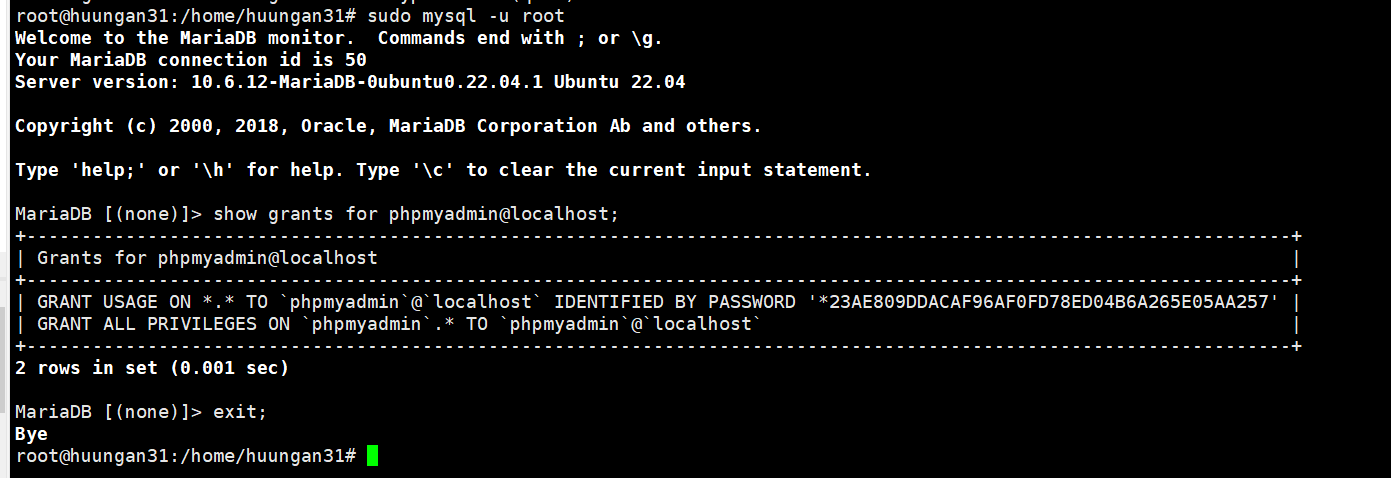 root@huungan31:/home/huungan31# sudo mysql -u root
Welcome to the MariaDB monitor.  Commands end with ; or \g.
Your MariaDB connection id is 50
Server version: 10.6.12-MariaDB-0ubuntu0.22.04.1 Ubuntu 22.04
Copyright (c) 2000, 2018, Oracle, MariaDB Corporation Ab and others.
Type 'help;' or '\h' for help. Type '\c' to clear the current input statement.
MariaDB [(none)]> show grants for phpmyadmin@localhost;
+-------------------------------------------------------------------------------------------------------------------+
| Grants for phpmyadmin@localhost                                                                                   |
+-------------------------------------------------------------------------------------------------------------------+
| GRANT USAGE ON *.* TO `phpmyadmin`@`localhost` IDENTIFIED BY PASSWORD '*23AE809DDACAF96AF0FD78ED04B6A265E05AA257' |
| GRANT ALL PRIVILEGES ON `phpmyadmin`.* TO `phpmyadmin`@`localhost`                                                |
+-------------------------------------------------------------------------------------------------------------------+
2 rows in set (0.001 sec)
MariaDB [(none)]> exit;
Bye
root@huungan31:/home/huungan31#